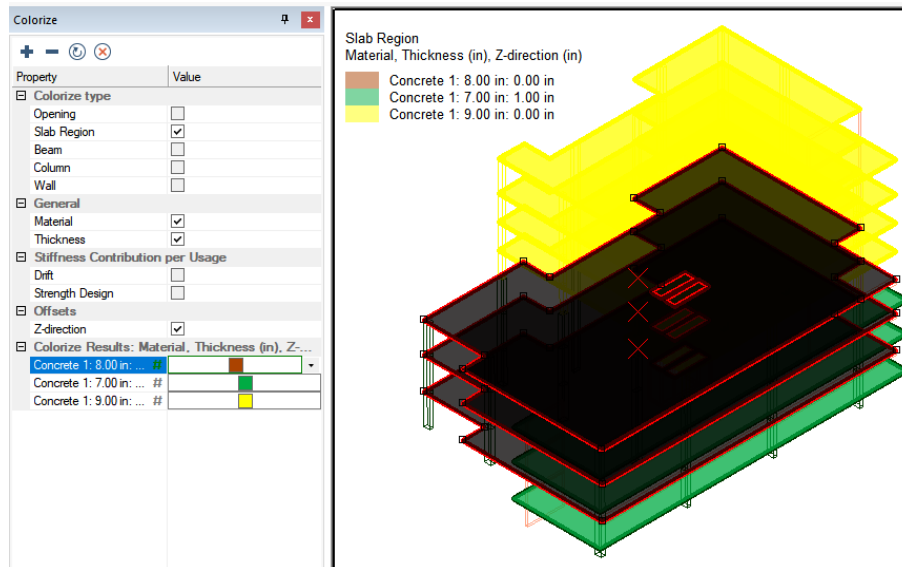 Colorize
Property Value
Colorize type
Opening
Slab Region
Beam
Column
Wall
General
Material
Thickness
Stiffness Contribution per Usage
Drift
Strength Design
Offsets
Z-direction
Colorize Results: Material, Thickness (in), Z-...
Concrete 1: 8.00 in: ... #
Concrete 1: 7.00 in: ... #
Concrete 1: 9.00 in: ... #
Slab Region
Material, Thickness (in), Z-direction (in)
Concrete 1: 8.00 in: 0.00 in
Concrete 1: 7.00 in: 1.00 in
Concrete 1: 9.00 in: 0.00 in